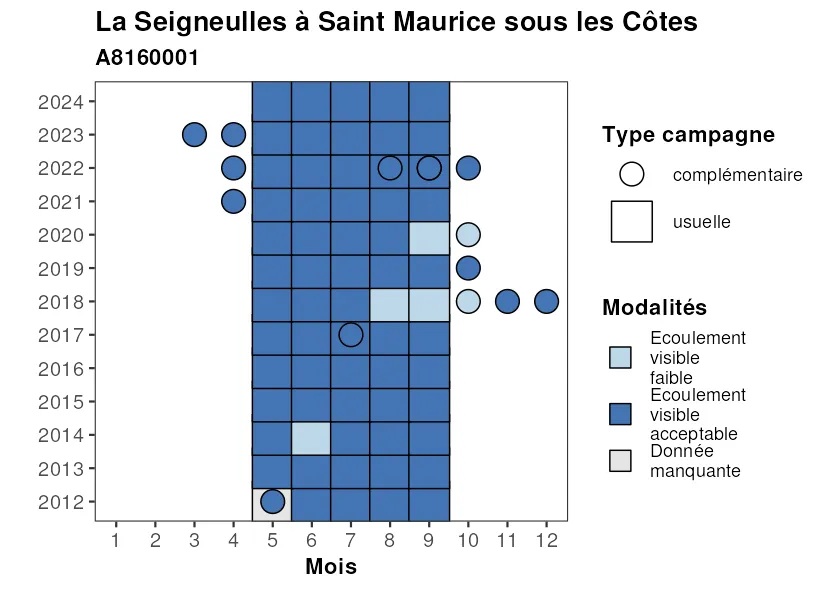 La Seigneulles à Saint Maurice sous les Côtes
A8160001
2024
2023
2022
2021
2020
2019
2018
2017
2016
2015
2014
2013
2012
1 2 3 4 5 6 7 8 9 10 11 12
Mois
Type campagne
complémentaire
usuelle
Modalités
Ecoulement
visible
faible
Ecoulement
visible
acceptable
Donnée
manquante